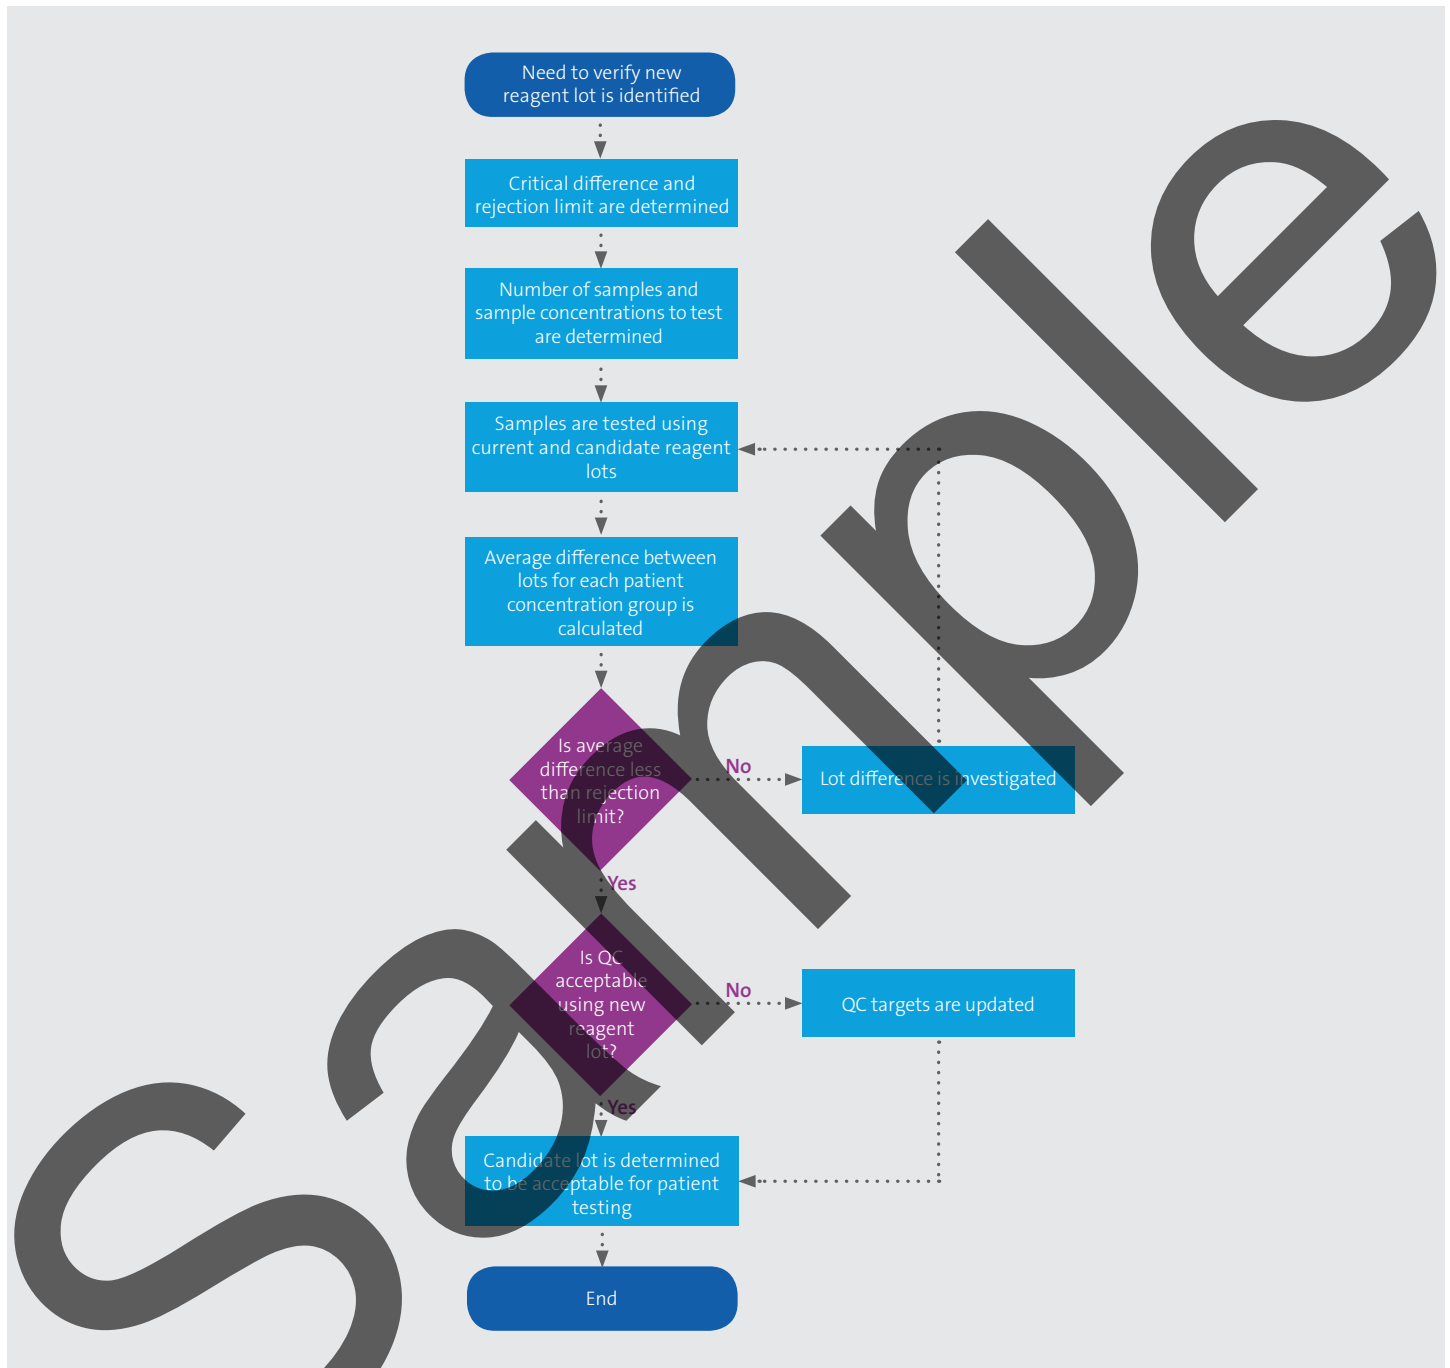 Need to verify new
reagent lot is identified
Critical difference and
rejection limit are determined
Number of samples and
sample concentrations to test
are determined
Samples are tested using
current and candidate reagent
lots
Average difference between
lots for each patient
concentration group is
calculated
Is average
difference less
than rejection
limit?
No
Lot difference is investigated
Yes
Is QC
acceptable
using new
reagent
lot?
No
QC targets are updated
Yes
Candidate lot is determined
to be acceptable for patient
testing
End
Sample